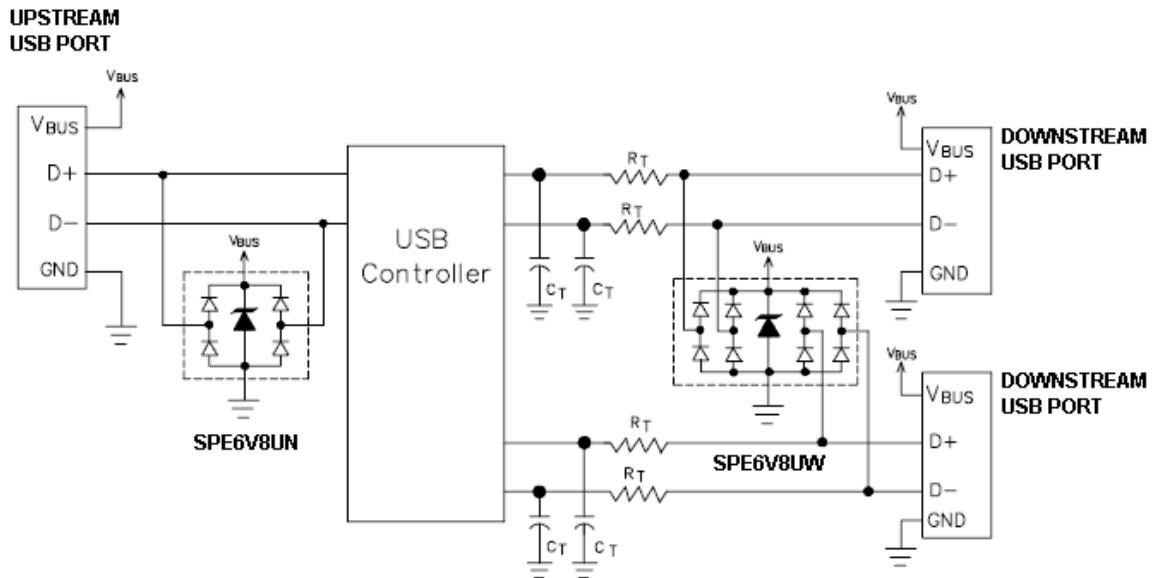 UPSTREAM
USB PORT
VBUS
VBUS
D+
D−
GND
VBUS
SPE6V8UN
USB
Controller
RT
RT
CT
CT
VBUS
SPE6V8UW
RT
RT
CT
CT
VBUS
VBUS
D+
D−
GND
DOWNSTREAM
USB PORT
VBUS
VBUS
D+
D−
GND
DOWNSTREAM
USB PORT